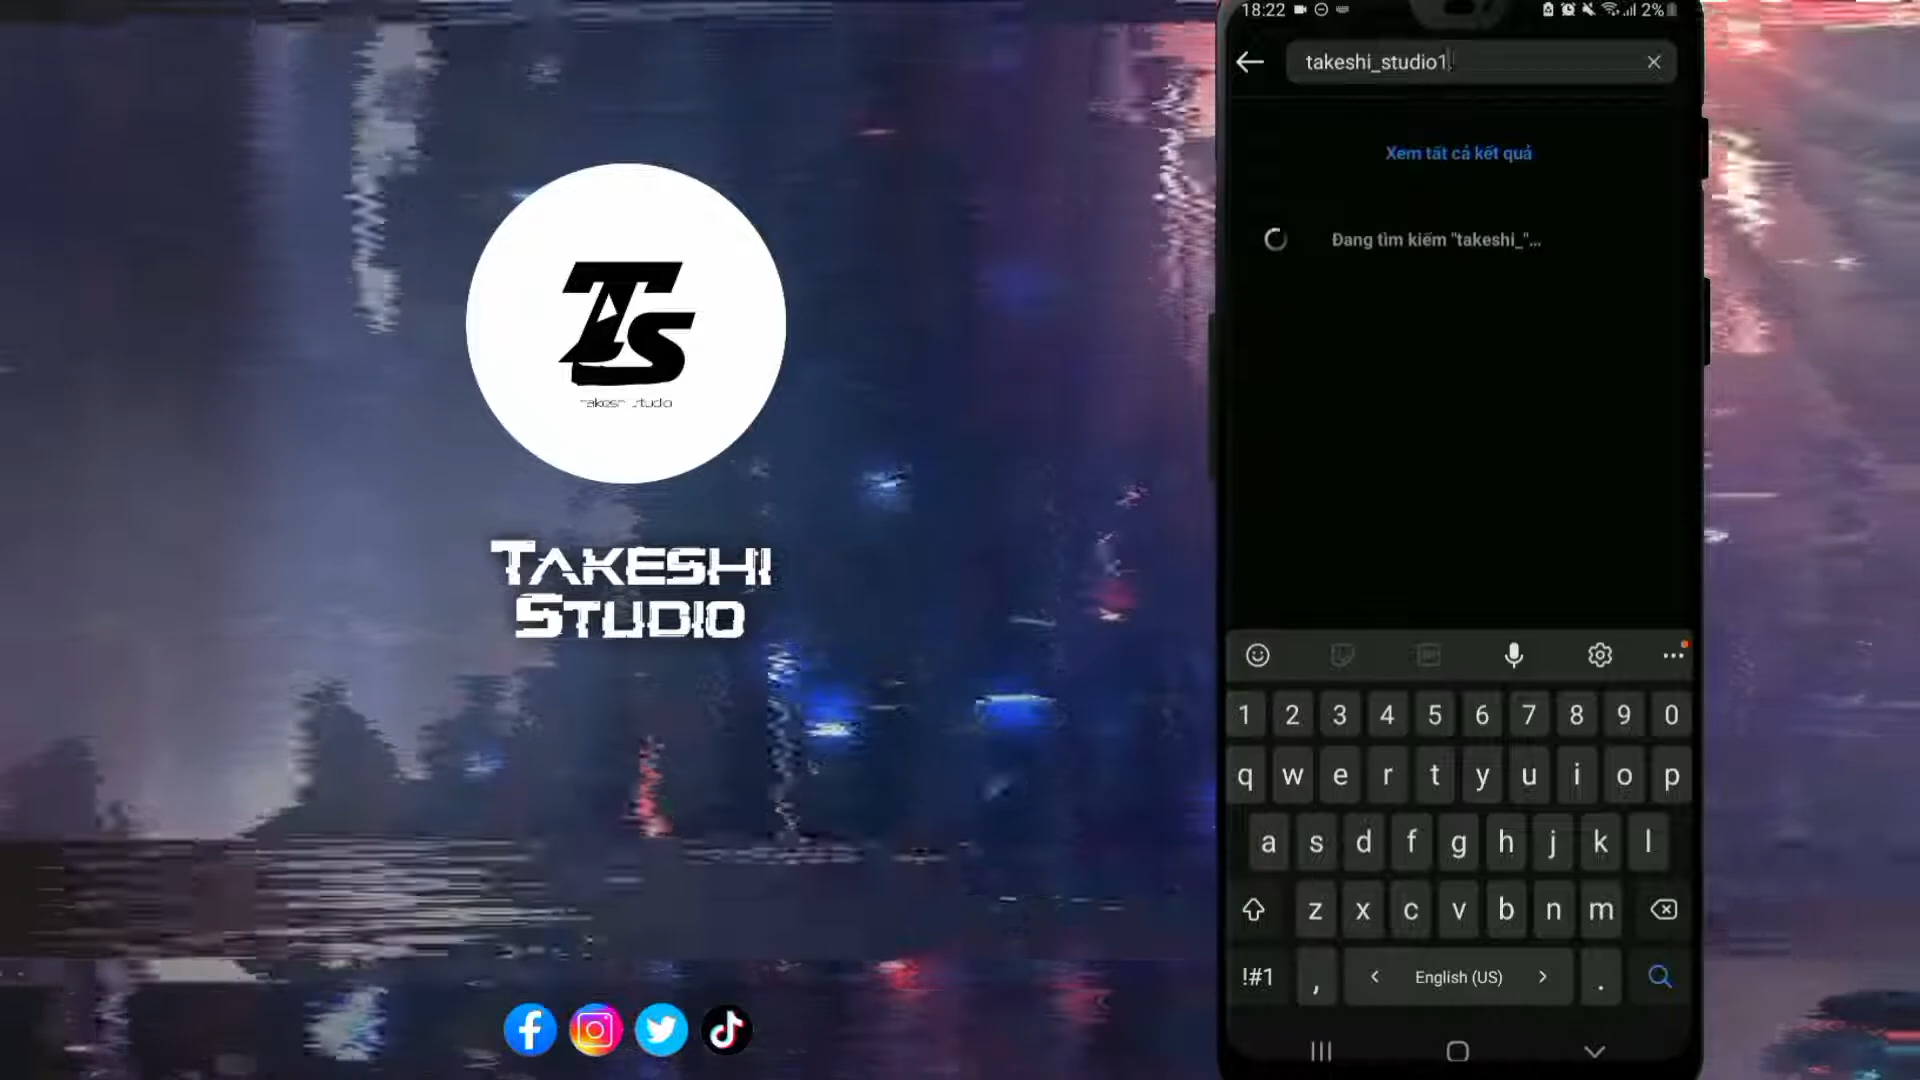 18:22
2%
takeshi_studio1
Xem tất cả kết quả
Đang tìm kiếm "takeshi_"...
TS
TAKESHI
STUDIO
1 2 3 4 5 6 7 8 9 0
q w e r t y u i o p
a s d f g h j k l
z x c v b n m
!#1 , < English (US) > .